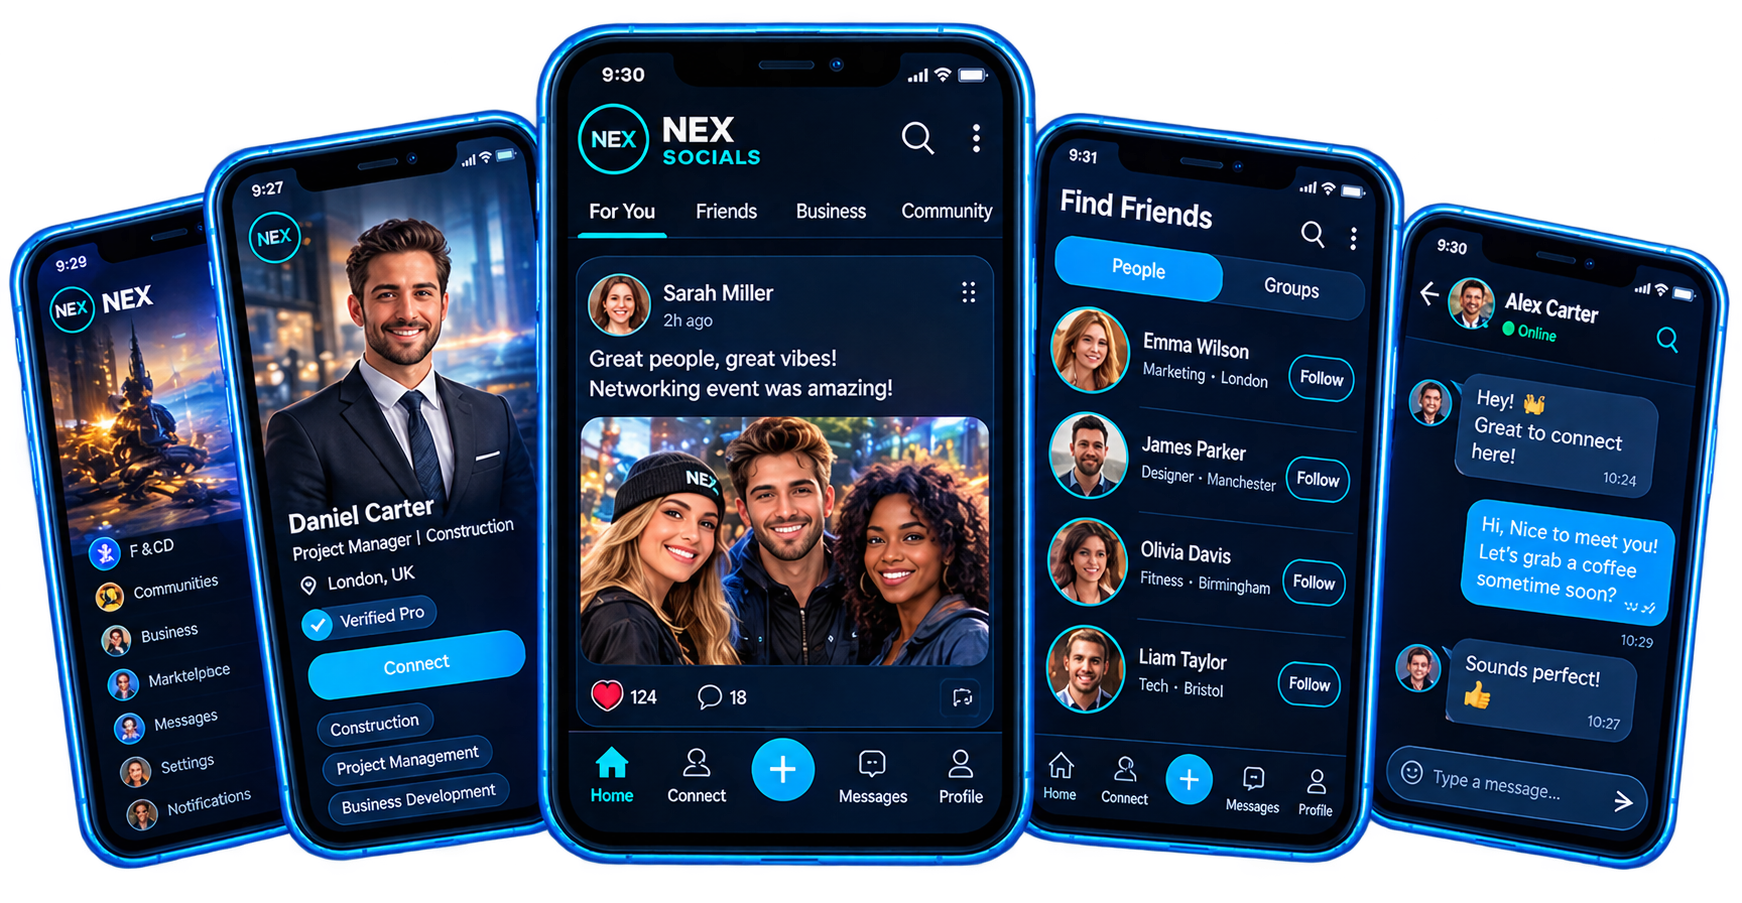 9:29
NEX
NEX
F &CD
Communities
Business
Marktelpace
Messages
Settings
Notifications
9:27
NEX
Daniel Carter
Project Manager | Construction
London, UK
Verified Pro
Connect
Construction
Project Management
Business Development
9:30
NEX
NEX
SOCIALS
For You
Friends
Business
Community
Sarah Miller
2h ago
Great people, great vibes!
Networking event was amazing!
NEX
124
18
Home
Connect
Messages
Profile
9:31
Find Friends
People
Groups
Emma Wilson
Marketing · London
Follow
James Parker
Designer · Manchester
Follow
Olivia Davis
Fitness · Birmingham
Follow
Liam Taylor
Tech · Bristol
Follow
Home
Connect
Messages
Profile
9:30
Alex Carter
Online
Hey! 👋
Great to connect
here!
10:24
Hi, Nice to meet you!
Let's grab a coffee
sometime soon?
10:29
Sounds perfect!
👍
10:27
Type a message...